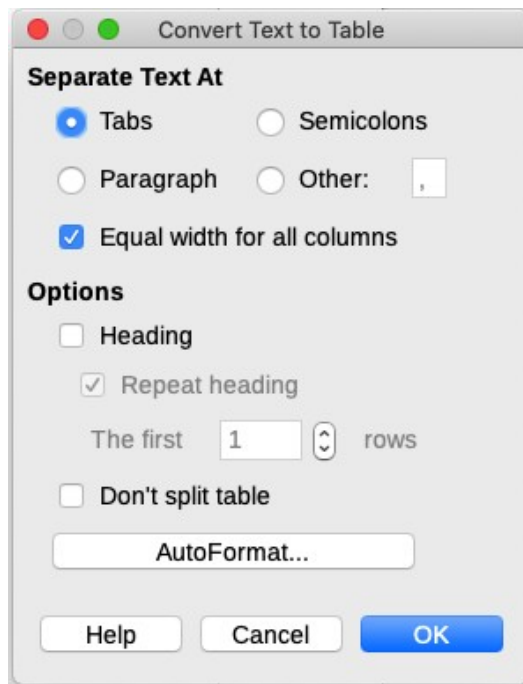 Convert Text to Table
Separate Text At
Tabs Semicolons
Paragraph Other: ,
Equal width for all columns
Options
Heading
Repeat heading
The first 1 rows
Don't split table
AutoFormat...
Help Cancel OK